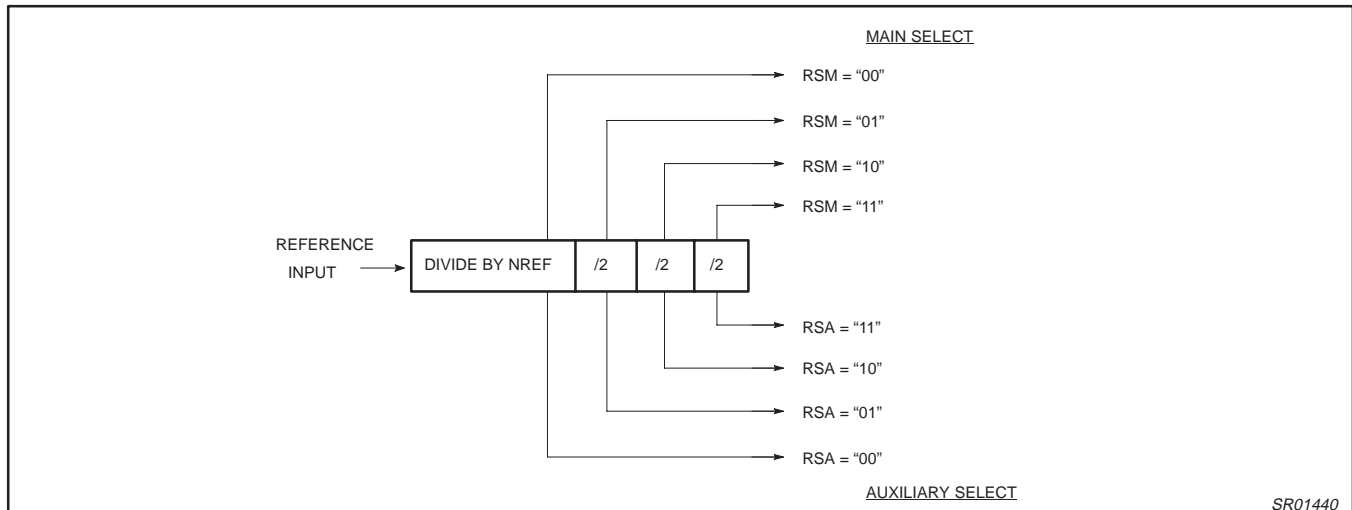 MAIN SELECT
RSM = “00”
RSM = “01”
RSM = “10”
RSM = “11”
REFERENCE
INPUT
DIVIDE BY NREF /2 /2 /2
RSA = “11”
RSA = “10”
RSA = “01”
RSA = “00”
AUXILIARY SELECT
SR01440